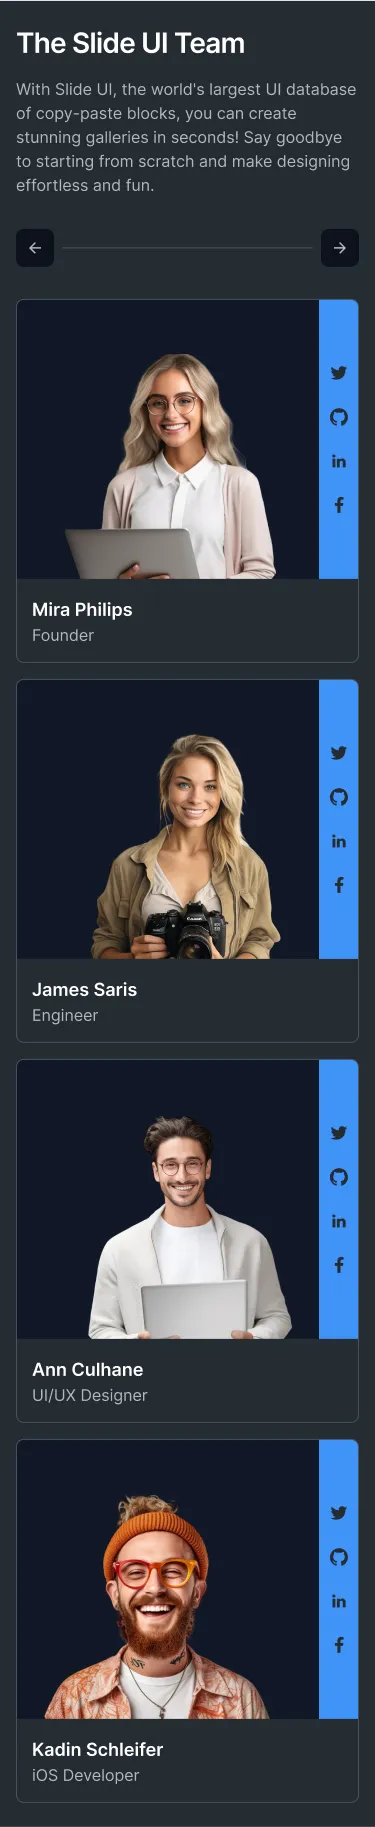 The Slide UI Team
With Slide UI, the world's largest UI database
of copy-paste blocks, you can create
stunning galleries in seconds! Say goodbye
to starting from scratch and make designing
effortless and fun.
in
Mira Philips
Founder
Canon
in
James Saris
Engineer
in
Ann Culhane
UI/UX Designer
in
Kadin Schleifer
iOS Developer